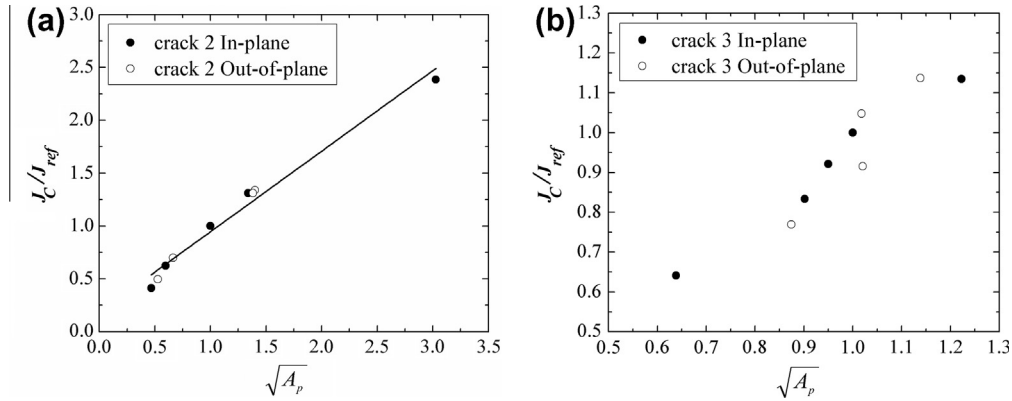 (a)
crack 2 In-plane
crack 2 Out-of-plane
3.0
2.5
2.0
1.5
1.0
0.5
0.0
J_C/J_ref
0.0 0.5 1.0 1.5 2.0 2.5 3.0 3.5
√A_p
(b)
crack 3 In-plane
crack 3 Out-of-plane
1.3
1.2
1.1
1.0
0.9
0.8
0.7
0.6
0.5
J_C/J_ref
0.5 0.6 0.7 0.8 0.9 1.0 1.1 1.2 1.3
√A_p